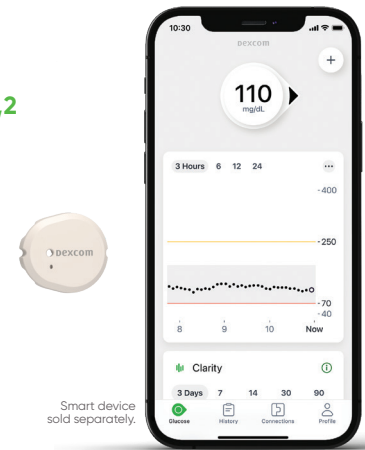 ,2
Dexcom
Smart device
sold separately.
10:30
Dexcom
+
110
mg/dL
3 Hours 6 12 24
400
250
70
40
8 9 10 Now
Clarity
3 Days 7 14 30 90
Glucose History Connections Profile